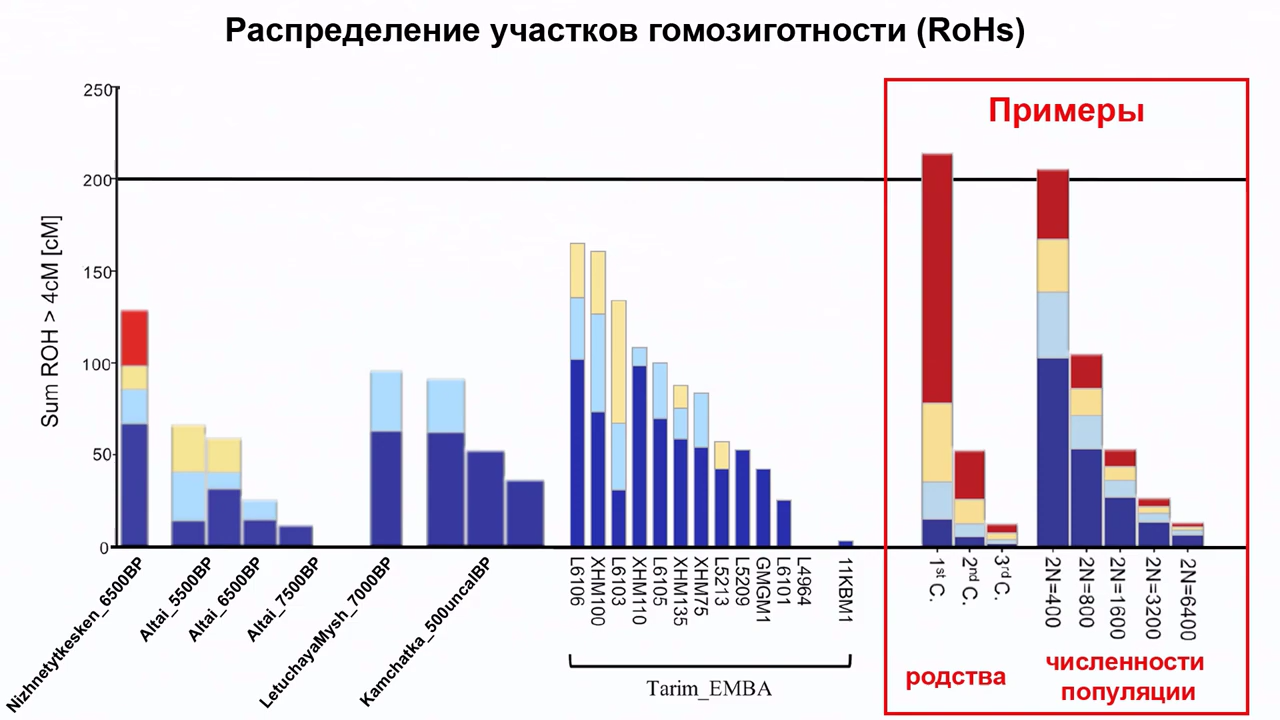 Распределение участков гомозиготности (RoHs)
Примеры
Sum ROH > 4cM [cM]
250
200
150
100
50
0
Nizhnetytkesken_6500BP
Altai_5500BP
Altai_6500BP
Altai_7500BP
LetuchayaMysh_7000BP
Kamchatka_500uncalBP
L6106
XHM100
L6103
XHM110
L6105
XHM135
XHM75
L5213
L5209
GMGM1
L6101
L4964
11KBM1
Tarim_EMBA
1st C.
2nd C.
3rd C.
2N=400
2N=800
2N=1600
2N=3200
2N=6400
родства
численности
популяции